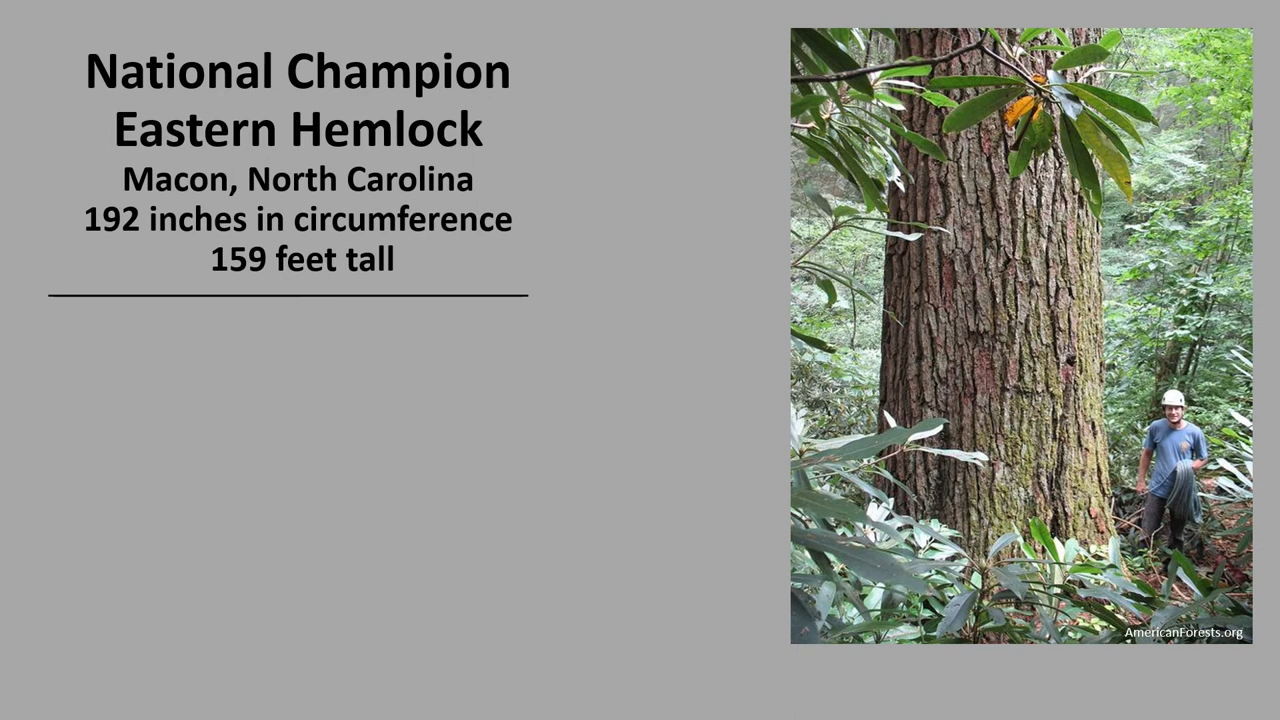 National Champion
Eastern Hemlock
Macon, North Carolina
192 inches in circumference
159 feet tall
AmericanForests.org